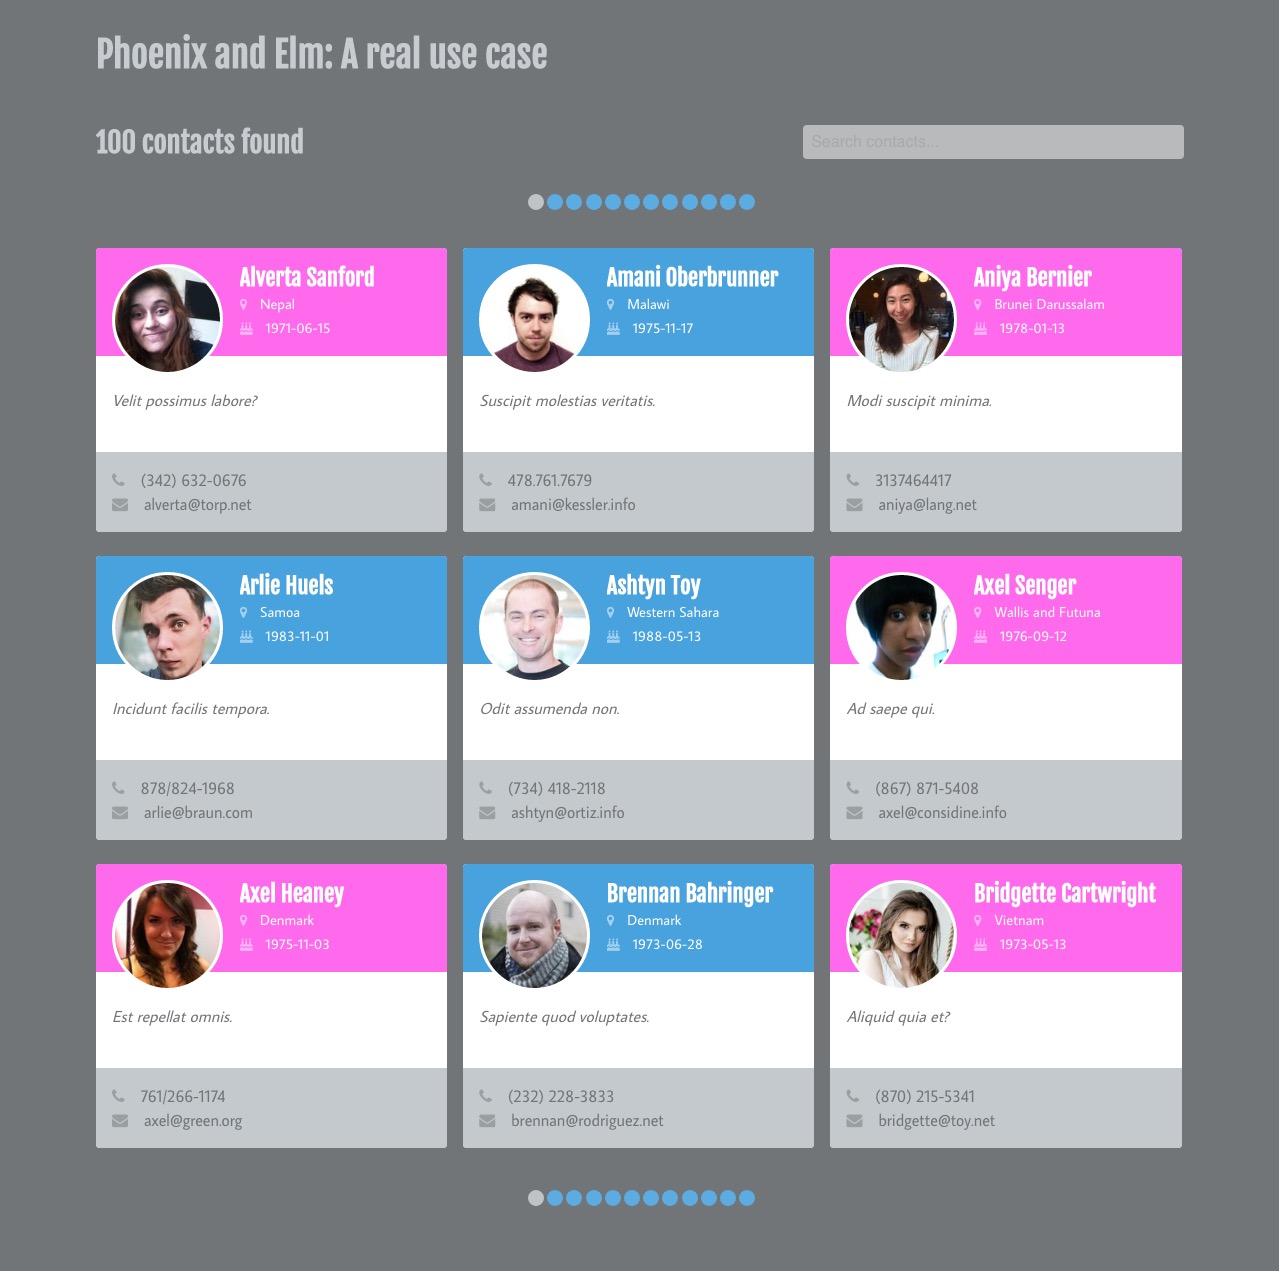 Phoenix and Elm: A real use case
100 contacts found
Search contacts...
Alverta Sanford
Nepal
1971-06-15
Velit possimus labore?
(342) 632-0676
alverta@torp.net
Amani Oberbrunner
Malawi
1975-11-17
Suscipit molestias veritatis.
478.761.7679
amani@kessler.info
Aniya Bernier
Brunei Darussalam
1978-01-13
Modi suscipit minima.
3137464417
aniya@lang.net
Arlie Huels
Samoa
1983-11-01
Incidunt facilis tempora.
878/824-1968
arlie@braun.com
Ashtyn Toy
Western Sahara
1988-05-13
Odit assumenda non.
(734) 418-2118
ashtyn@ortiz.info
Axel Senger
Wallis and Futuna
1976-09-12
Ad saepe qui.
(867) 871-5408
axel@considine.info
Axel Heaney
Denmark
1975-11-03
Est repellat omnis.
761/266-1174
axel@green.org
Brennan Bahringer
Denmark
1973-06-28
Sapiente quod voluptates.
(232) 228-3833
brennan@rodriguez.net
Bridgette Cartwright
Vietnam
1973-05-13
Aliquid quia et?
(870) 215-5341
bridgette@toy.net